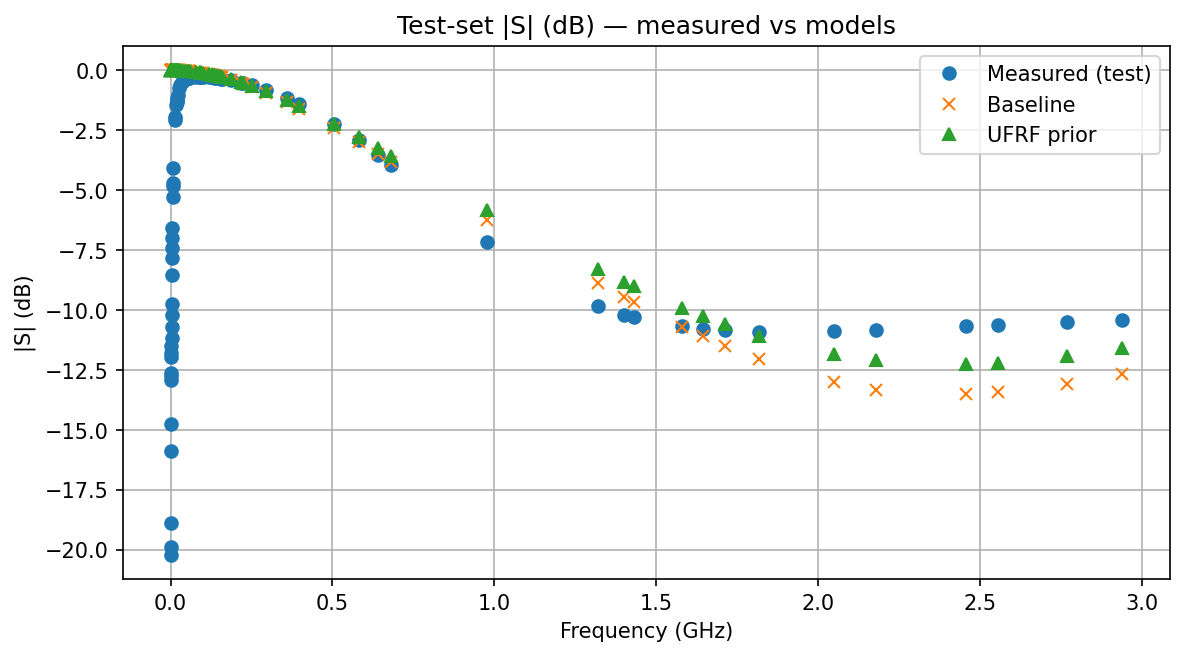 Test-set |S| (dB) — measured vs models
Measured (test)
Baseline
UFRF prior
|S| (dB)
0.0
−2.5
−5.0
−7.5
−10.0
−12.5
−15.0
−17.5
−20.0
0.0 0.5 1.0 1.5 2.0 2.5 3.0
Frequency (GHz)